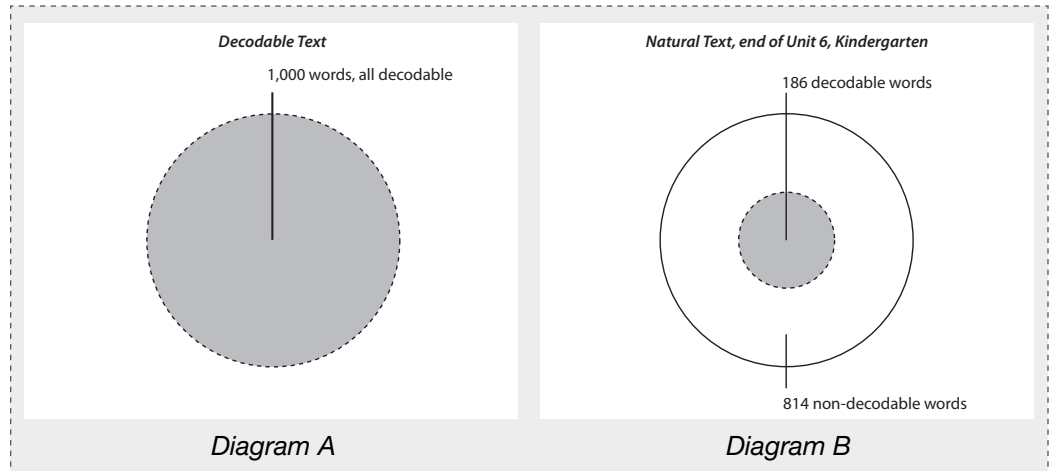 Decodable Text
1,000 words, all decodable
Diagram A
Natural Text, end of Unit 6, Kindergarten
186 decodable words
814 non-decodable words
Diagram B